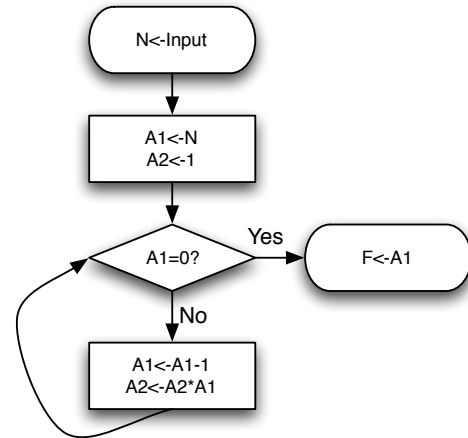 N<-Input
A1<-N
A2<-1
A1=0?
Yes
F<-A1
No
A1<-A1-1
A2<-A2*A1